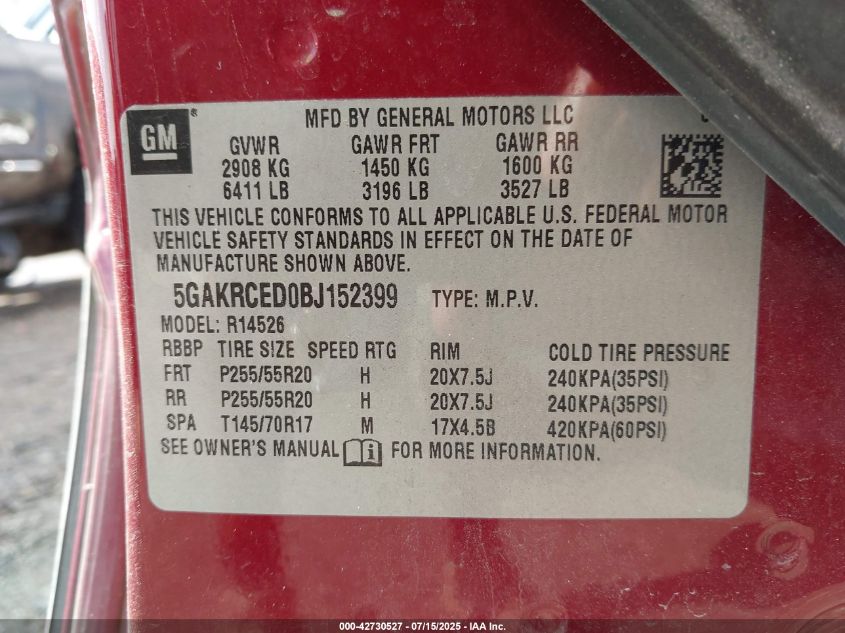 GM ®
MFD BY GENERAL MOTORS LLC
GVWR GAWR FRT GAWR RR
2908 KG 1450 KG 1600 KG
6411 LB 3196 LB 3527 LB
THIS VEHICLE CONFORMS TO ALL APPLICABLE U.S. FEDERAL MOTOR
VEHICLE SAFETY STANDARDS IN EFFECT ON THE DATE OF
MANUFACTURE SHOWN ABOVE.
5GAKRCED0BJ152399 TYPE: M.P.V.
MODEL: R14526
RBBP TIRE SIZE SPEED RTG RIM COLD TIRE PRESSURE
FRT P255/55R20 H 20X7.5J 240KPA(35PSI)
RR P255/55R20 H 20X7.5J 240KPA(35PSI)
SPA T145/70R17 M 17X4.5B 420KPA(60PSI)
SEE OWNER'S MANUAL i FOR MORE INFORMATION.
000-42730527 - 07/15/2025 - IAA Inc.